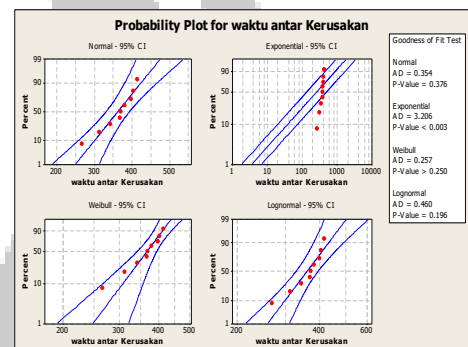 Probability Plot for waktu antar Kerusakan
Normal - 95% CI
Percent
99
90
50
10
1
200 300 400 500
waktu antar Kerusakan
Exponential - 95% CI
Percent
90
50
10
1
1 10 100 1000 10000
waktu antar Kerusakan
Weibull - 95% CI
Percent
90
50
10
1
200 300 400 500
waktu antar Kerusakan
Lognormal - 95% CI
Percent
99
90
50
10
1
200 400 600
waktu antar Kerusakan
Goodness of Fit Test
Normal
AD = 0.354
P-Value = 0.376
Exponential
AD = 3.206
P-Value < 0.003
Weibull
AD = 0.257
P-Value > 0.250
Lognormal
AD = 0.460
P-Value = 0.196